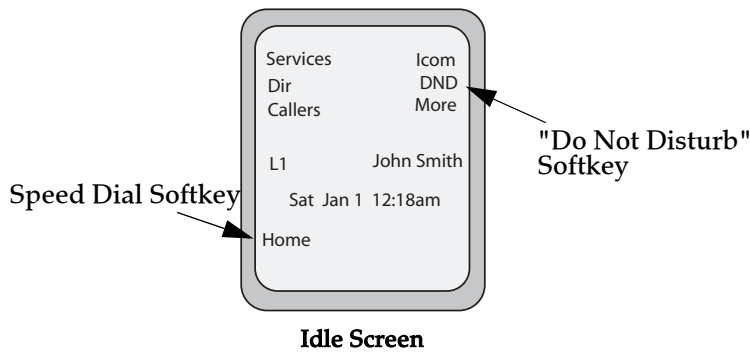 Services Icom
Dir DND
Callers More
"Do Not Disturb"
Softkey
L1 John Smith
Speed Dial Softkey
Sat Jan 1 12:18am
Home
Idle Screen